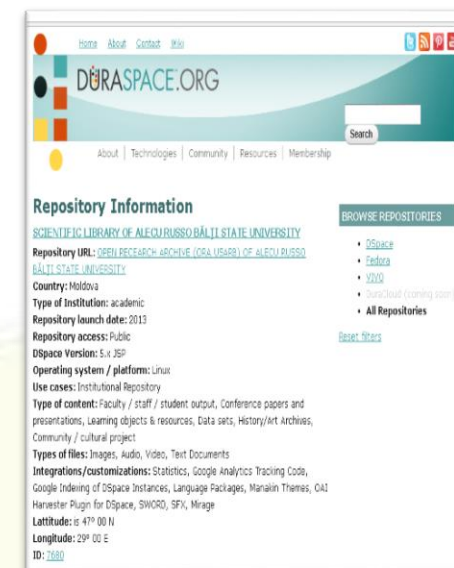 Home About Contact Wiki
DURASPACE.ORG
Search
About | Technologies | Community | Resources | Membership
Repository Information
SCIENTIFIC LIBRARY OF ALECU RUSSO BĂLŢI STATE UNIVERSITY
Repository URL: OPEN RECEARCH ARCHIVE (ORA USARB) OF ALECU RUSSO
BĂLŢI STATE UNIVERSITY
Country: Moldova
Type of Institution: academic
Repository launch date: 2013
Repository access: Public
DSpace Version: 5.x JSP
Operating system / platform: Linux
Use cases: Institutional Repository
Type of content: Faculty / staff / student output, Conference papers and
presentations, Learning objects & resources, Data sets, History/Art Archives,
Community / cultural project
Types of files: Images, Audio, Video, Text Documents
Integrations/customizations: Statistics, Google Analytics Tracking Code,
Google Indexing of DSpace Instances, Language Packages, Manakin Themes, OAI
Harvester Plugin for DSpace, SWORD, SFX, Mirage
Lattitude: is 47° 00 N
Longitude: 29° 00 E
ID: 7680
BROWSE REPOSITORIES
DSpace
Fedora
VIVO
DuraCloud (coming soon)
All Repositories
Reset filters